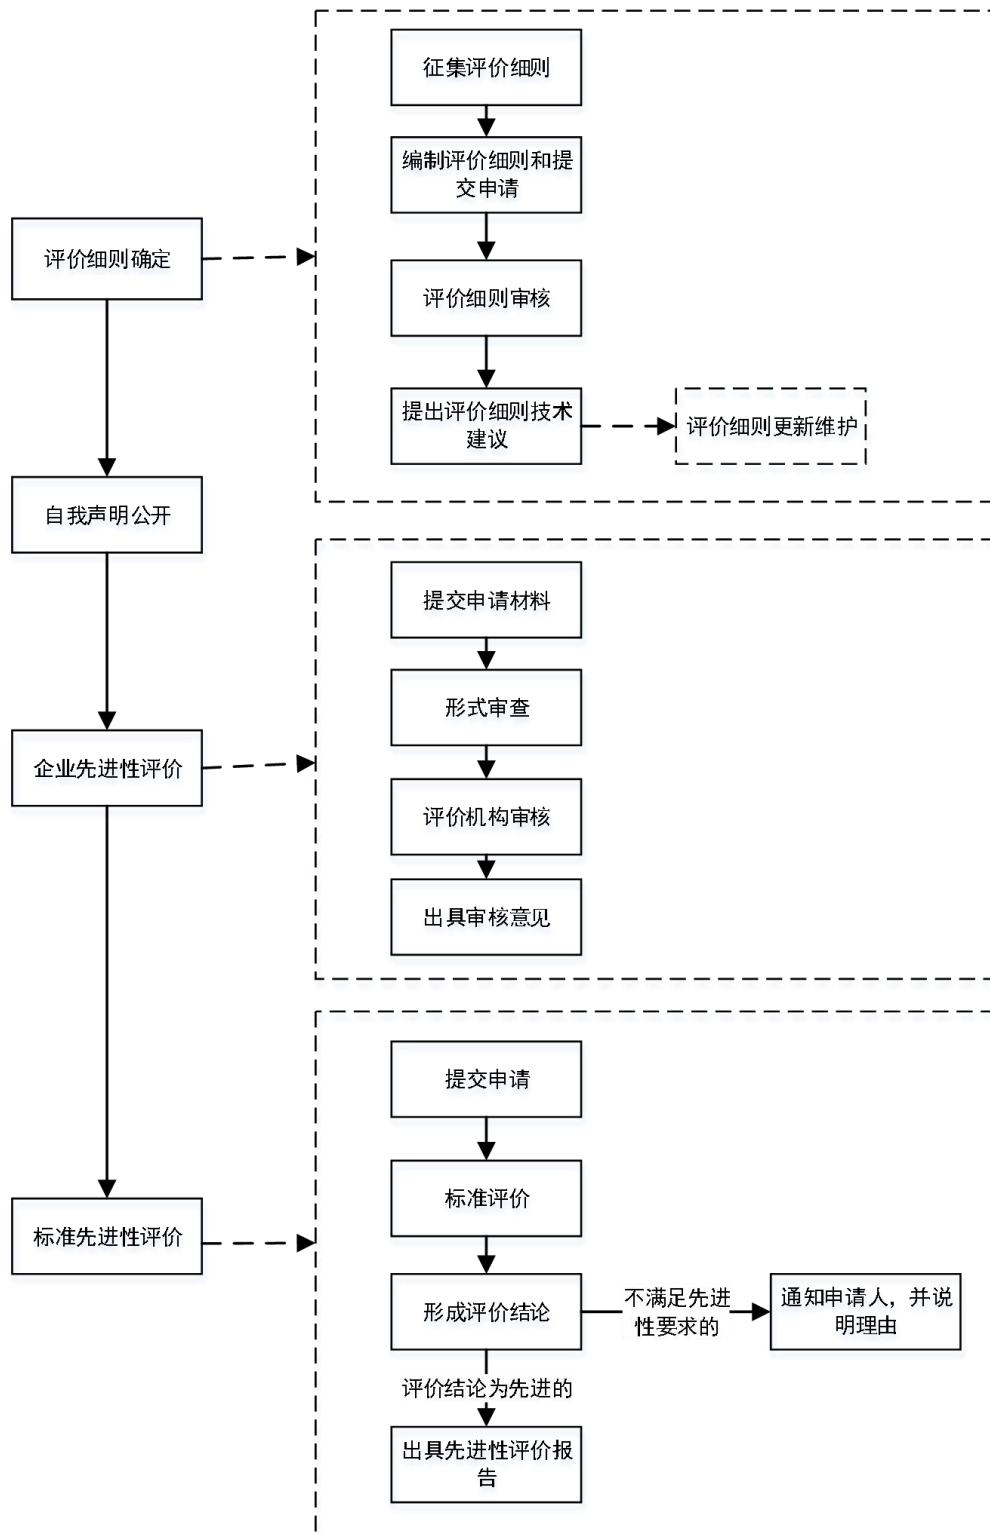 征集评价细则
编制评价细则和提
交申请
评价细则确定
评价细则审核
提出评价细则技术
建议
评价细则更新维护
自我声明公开
提交申请材料
形式审查
企业先进性评价
评价机构审核
出具审核意见
提交申请
标准评价
标准先进性评价
形成评价结论
不满足先进
性要求的
通知申请人，并说
明理由
评价结论为先进的
出具先进性评价报
告